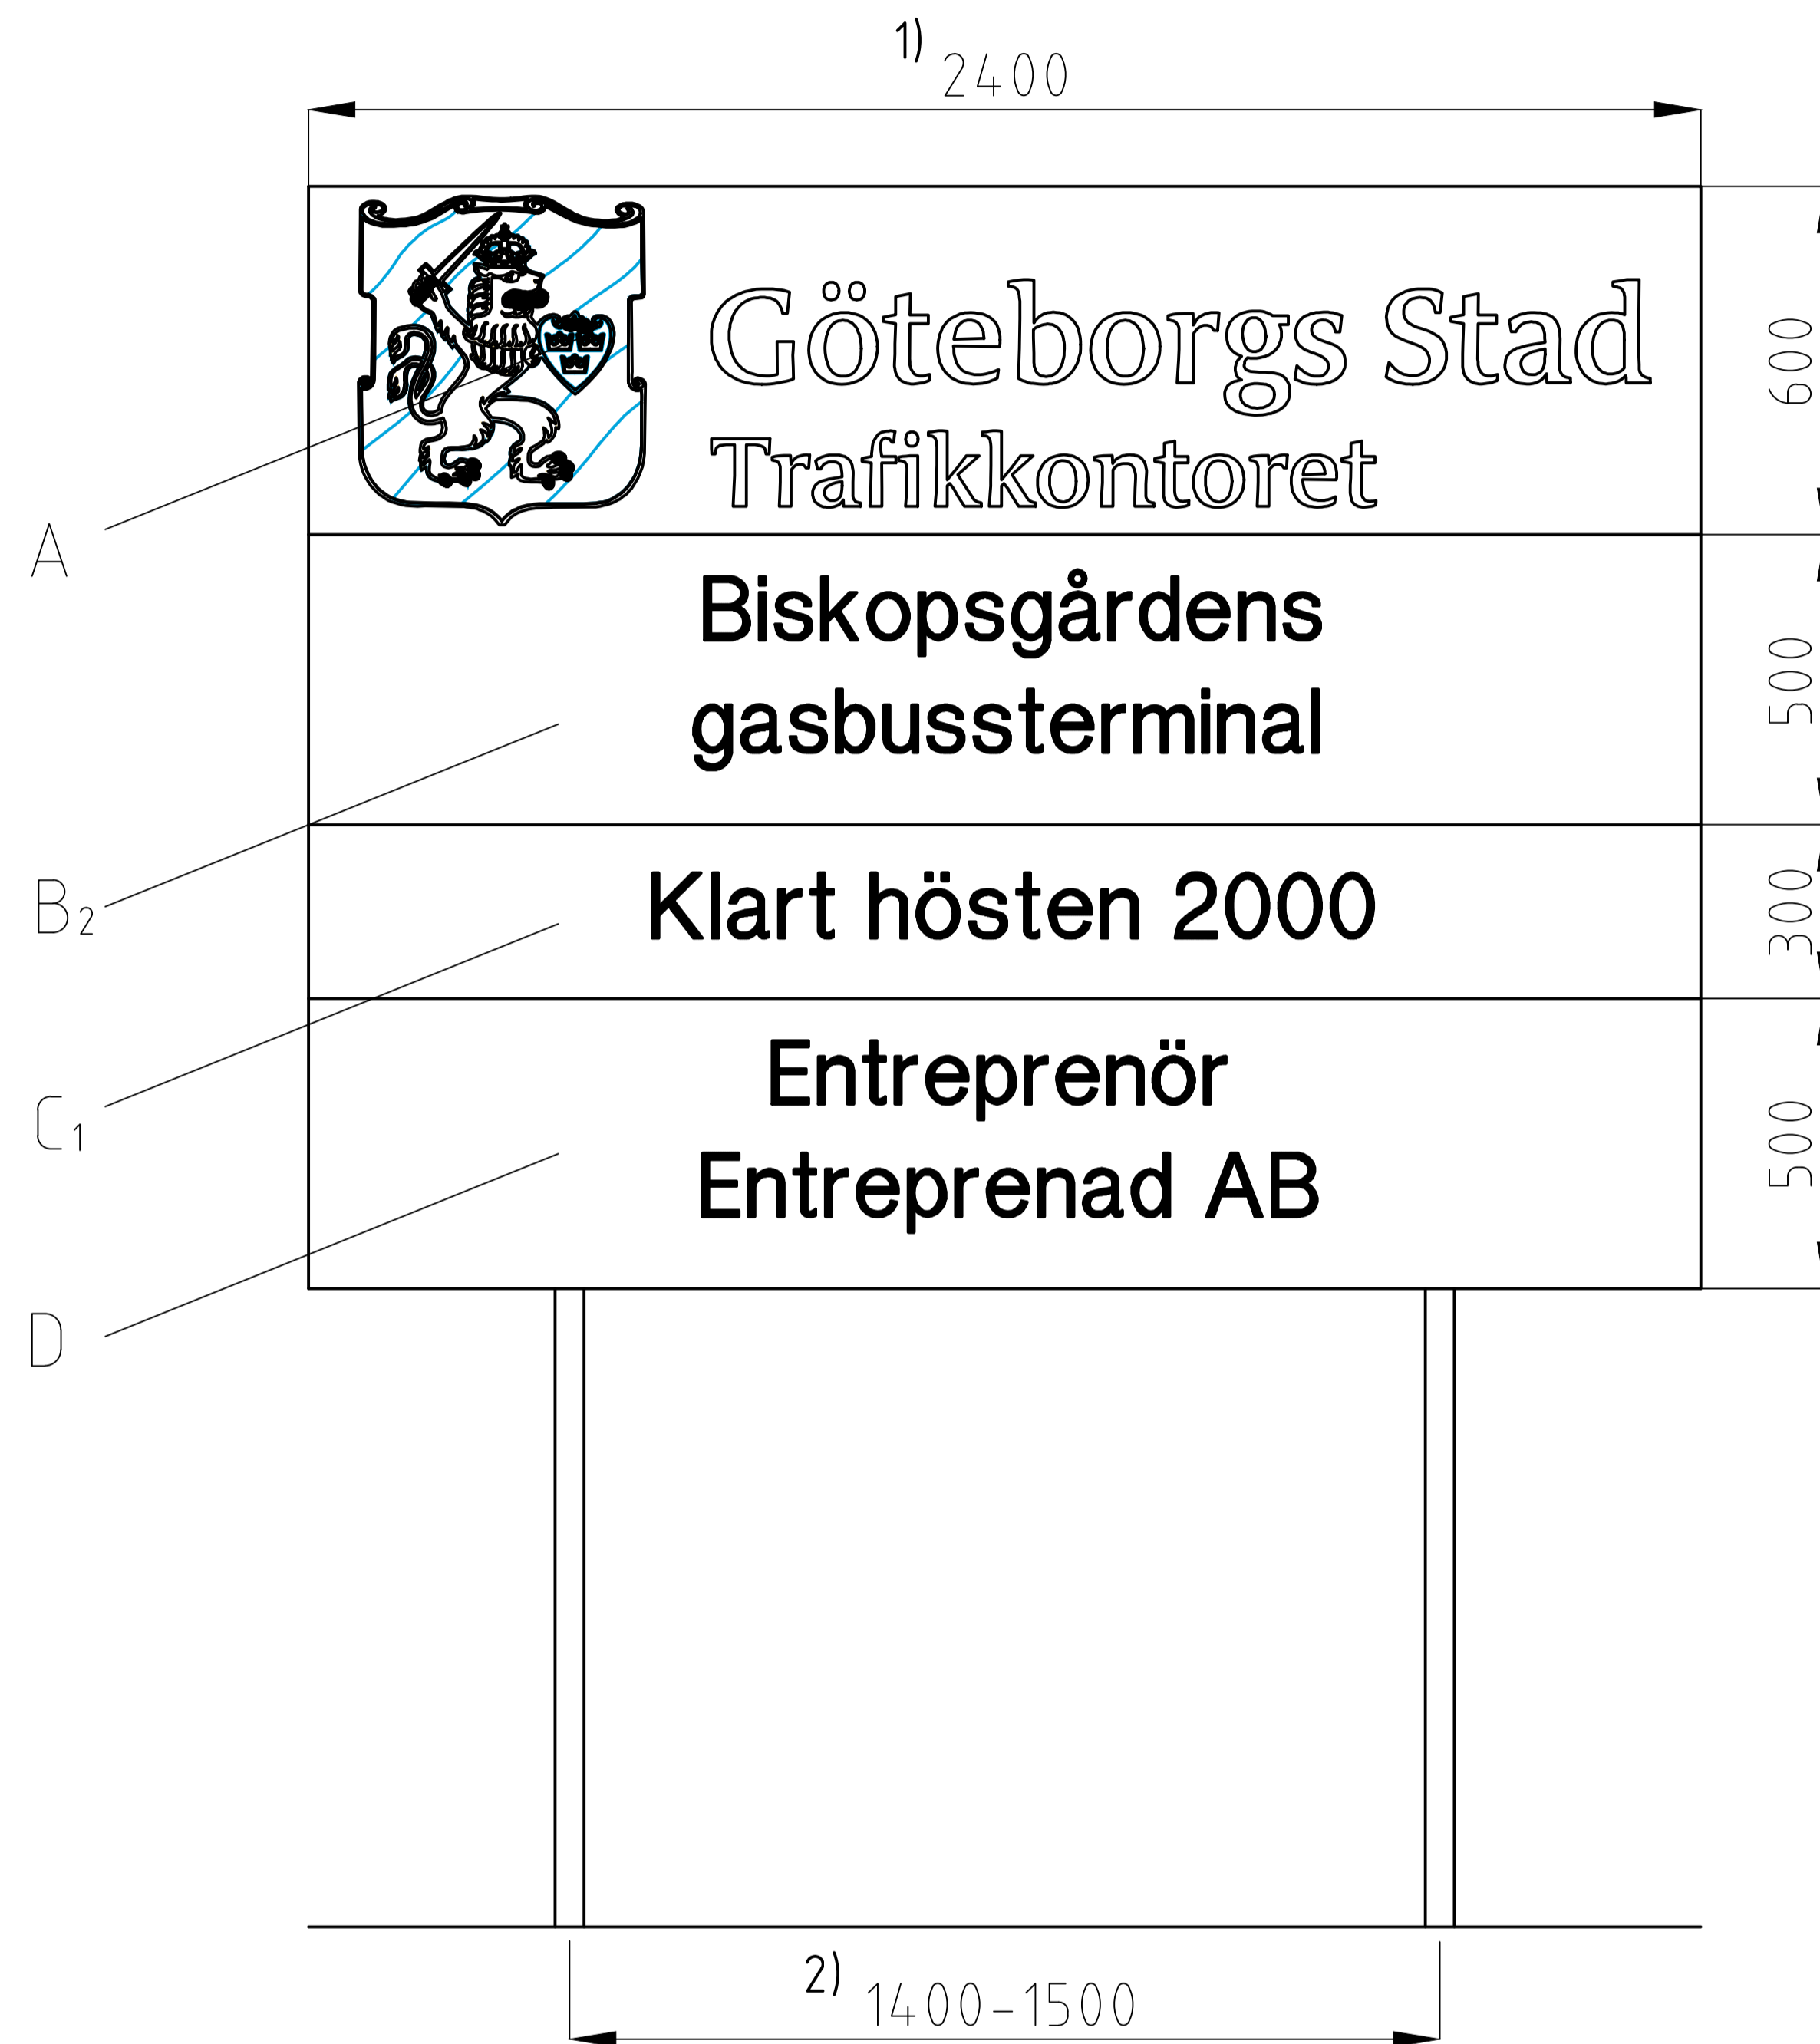 1) 2400
Göteborgs Stad
Trafikkontoret
600
A
Biskopsgårdens
gasbussterminal
500
B2
Klart hösten 2000
300
C1
Entreprenör
Entreprenad AB
500
D
2) 1400-1500